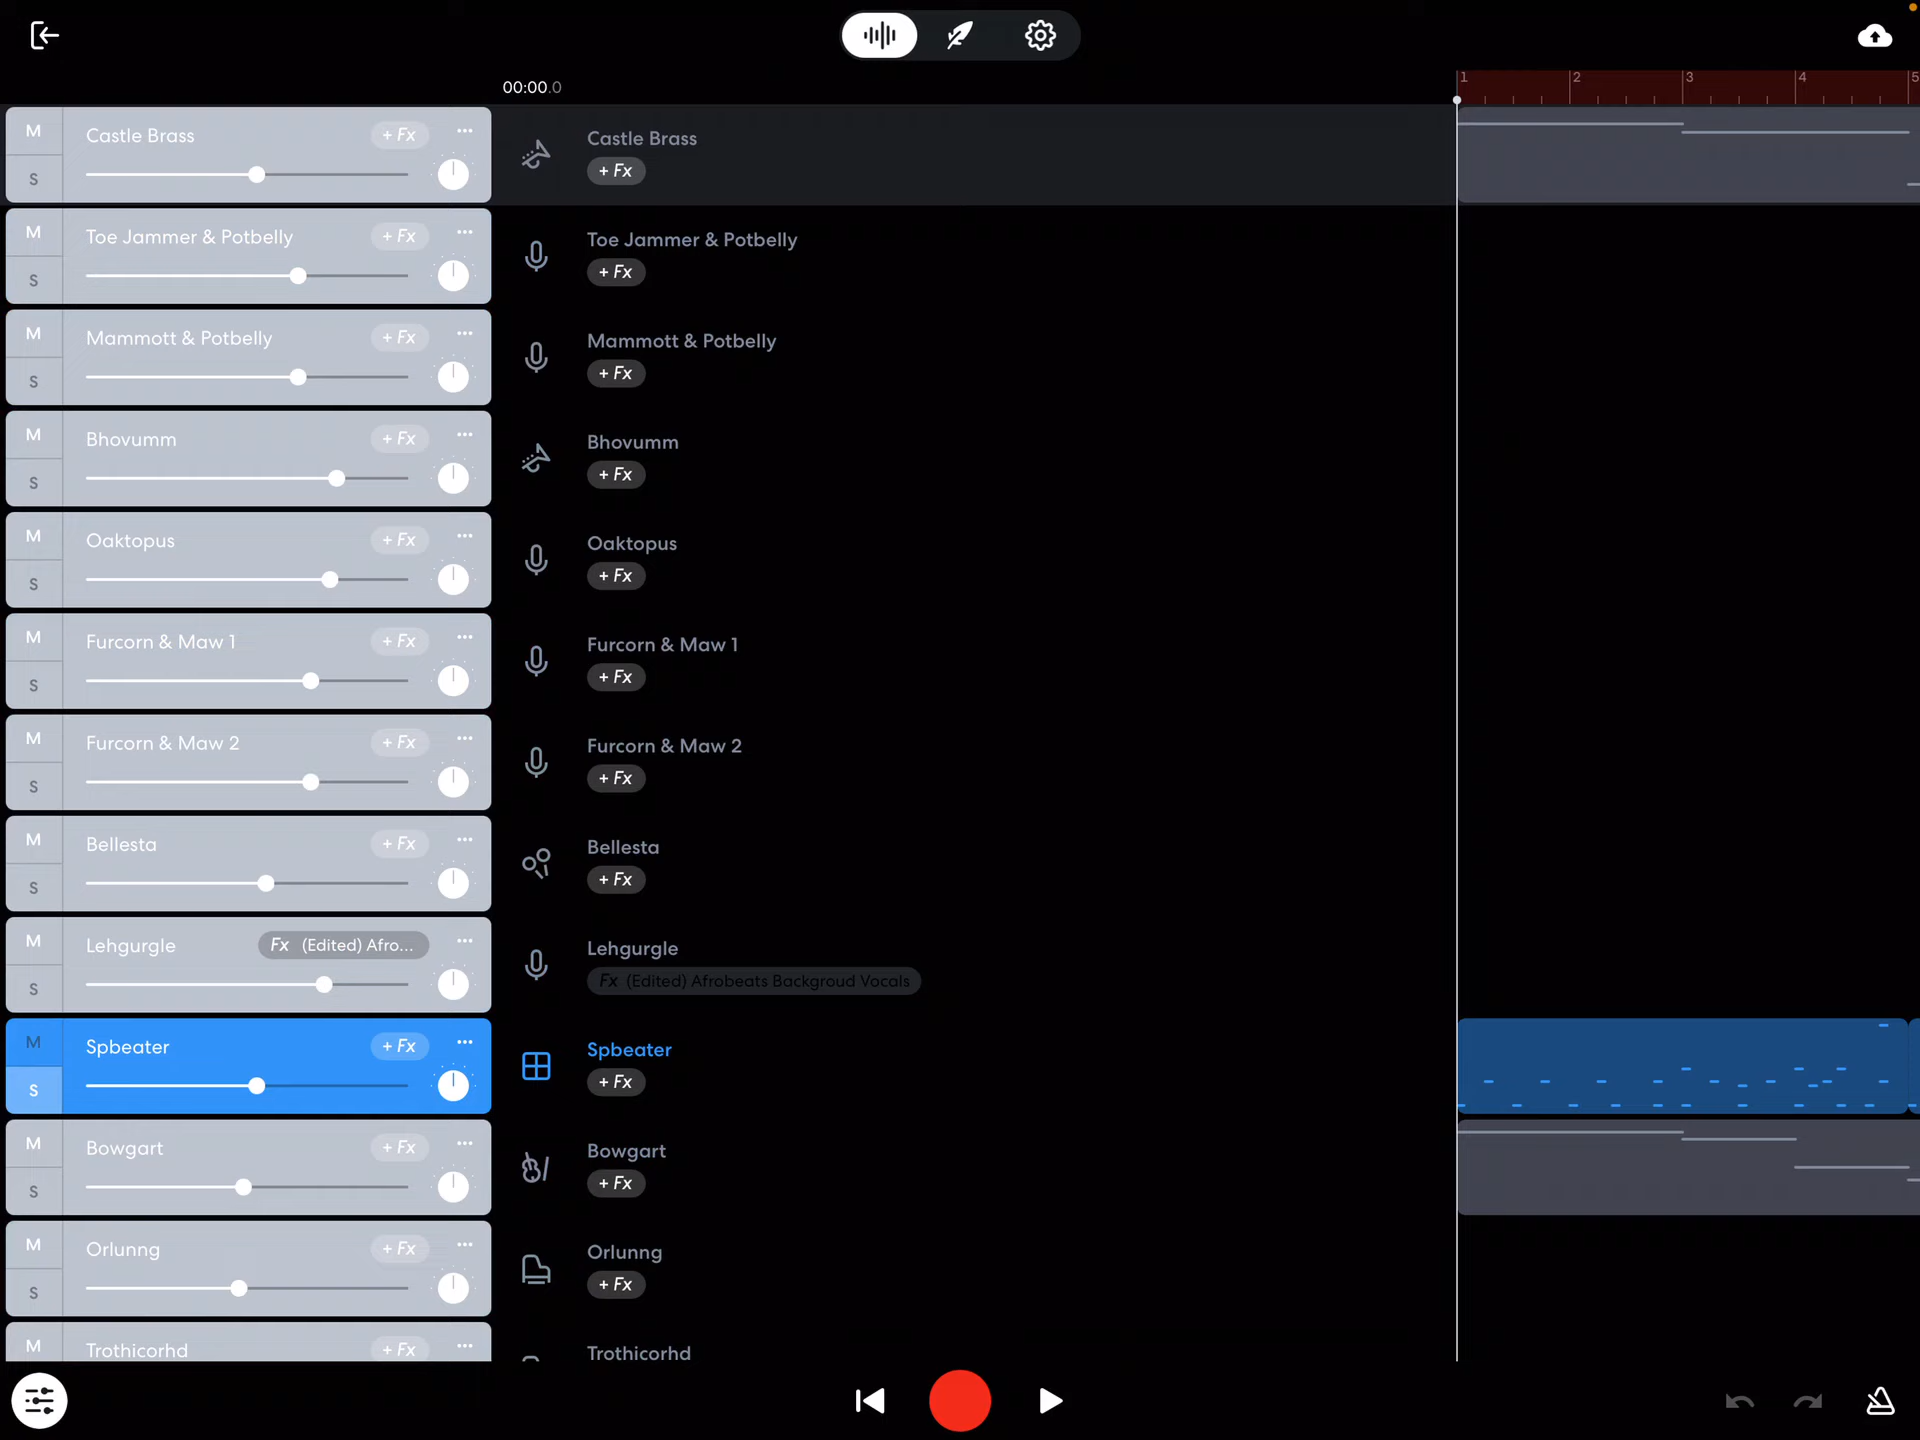 00:00.0
1 2 3 4 5
M Castle Brass + Fx ...
S
Castle Brass
+ Fx
M Toe Jammer & Potbelly + Fx ...
S
Toe Jammer & Potbelly
+ Fx
M Mammott & Potbelly + Fx ...
S
Mammott & Potbelly
+ Fx
M Bhovumm + Fx ...
S
Bhovumm
+ Fx
M Oaktopus + Fx ...
S
Oaktopus
+ Fx
M Furcorn & Maw 1 + Fx ...
S
Furcorn & Maw 1
+ Fx
M Furcorn & Maw 2 + Fx ...
S
Furcorn & Maw 2
+ Fx
M Bellesta + Fx ...
S
Bellesta
+ Fx
M Lehgurgle Fx (Edited) Afro... ...
S
Lehgurgle
Fx (Edited) Afrobeats Backgroud Vocals
M Spbeater + Fx ...
S
Spbeater
+ Fx
M Bowgart + Fx ...
S
Bowgart
+ Fx
M Orlunng + Fx ...
S
Orlunng
+ Fx
M Trothicorhd + Fx ...
Trothicorhd